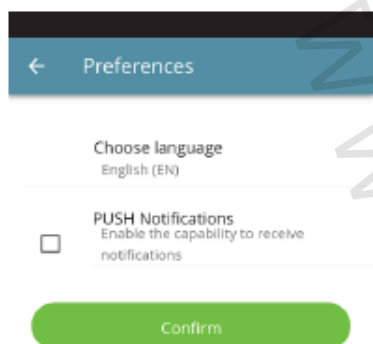 Preferences
Choose language
English (EN)
PUSH Notifications
Enable the capability to receive
notifications
Confirm